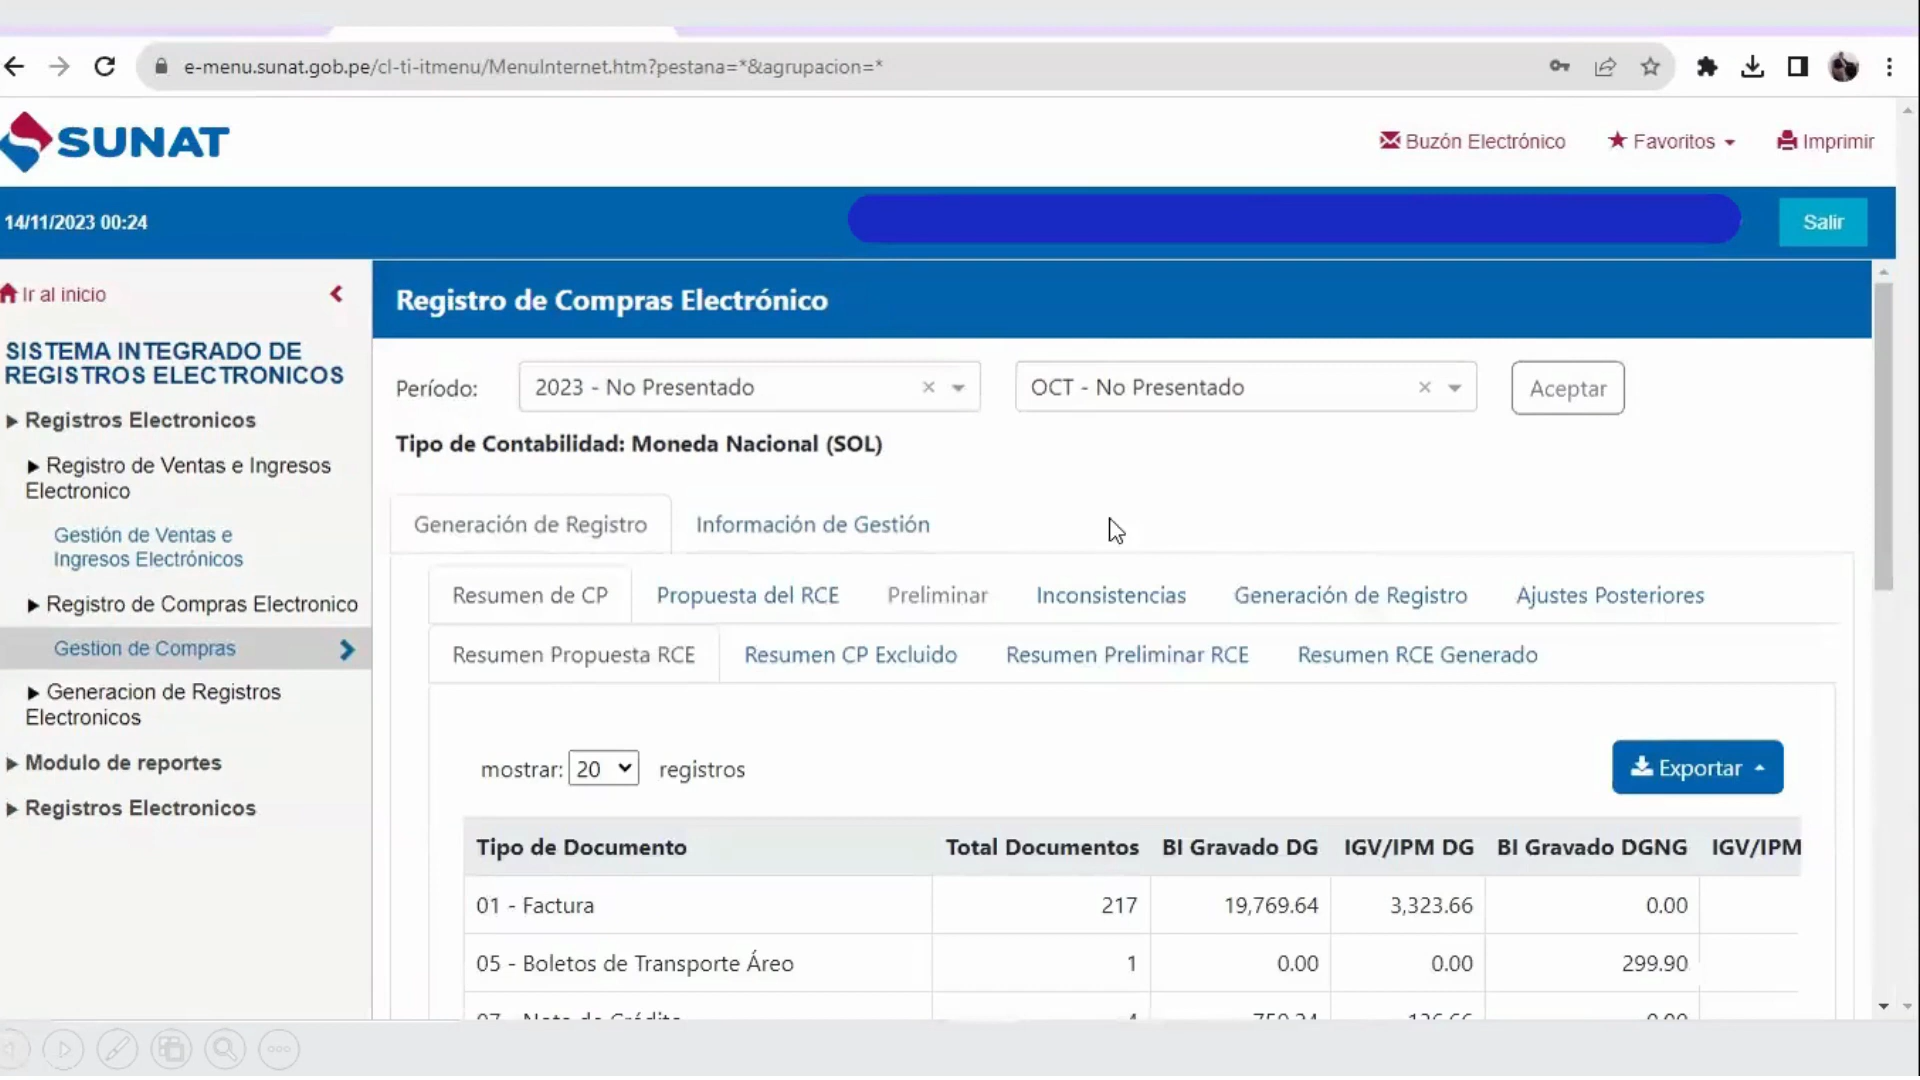 e-menu.sunat.gob.pe/cl-ti-itmenu/MenuInternet.htm?pestana=*&agrupacion=*
SUNAT
Buzón Electrónico
Favoritos
Imprimir
14/11/2023 00:24
Salir
Ir al inicio
SISTEMA INTEGRADO DE
REGISTROS ELECTRONICOS
Registros Electronicos
Registro de Ventas e Ingresos
Electronico
Gestión de Ventas e
Ingresos Electrónicos
Registro de Compras Electronico
Gestion de Compras
Generacion de Registros
Electronicos
Modulo de reportes
Registros Electronicos
Registro de Compras Electrónico
Período: 2023 - No Presentado OCT - No Presentado Aceptar
Tipo de Contabilidad: Moneda Nacional (SOL)
Generación de Registro Información de Gestión
Resumen de CP Propuesta del RCE Preliminar Inconsistencias Generación de Registro Ajustes Posteriores
Resumen Propuesta RCE Resumen CP Excluido Resumen Preliminar RCE Resumen RCE Generado
mostrar: 20 registros Exportar
Tipo de Documento Total Documentos BI Gravado DG IGV/IPM DG BI Gravado DGNG IGV/IPM
01 - Factura 217 19,769.64 3,323.66 0.00
05 - Boletos de Transporte Áreo 1 0.00 0.00 299.90